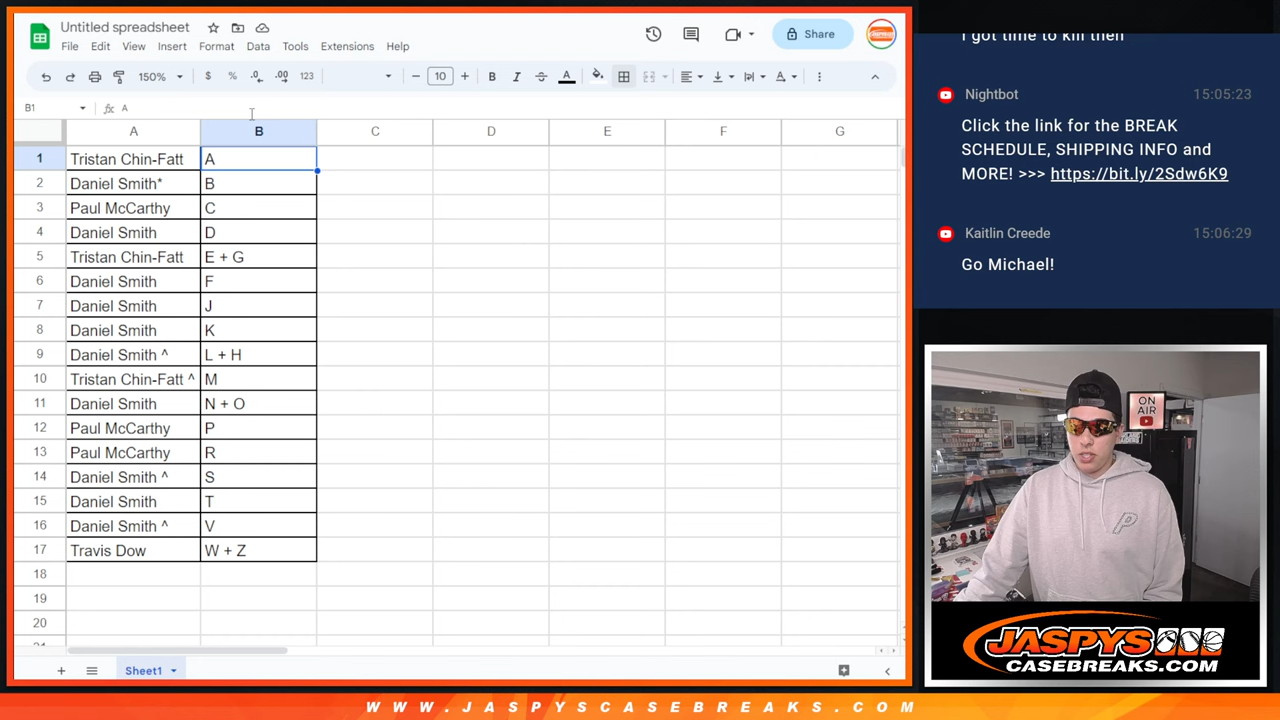 Untitled spreadsheet
File Edit View Insert Format Data Tools Extensions Help
Share
150% $ % .0 .00 123 10 B I A
B1 fx A
A B C D E F G
1 Tristan Chin-Fatt A
2 Daniel Smith* B
3 Paul McCarthy C
4 Daniel Smith D
5 Tristan Chin-Fatt E + G
6 Daniel Smith F
7 Daniel Smith J
8 Daniel Smith K
9 Daniel Smith ^ L + H
10 Tristan Chin-Fatt ^ M
11 Daniel Smith N + O
12 Paul McCarthy P
13 Paul McCarthy R
14 Daniel Smith ^ S
15 Daniel Smith T
16 Daniel Smith ^ V
17 Travis Dow W + Z
18
19
20
Sheet1
I got time to kill then
Nightbot 15:05:23
Click the link for the BREAK
SCHEDULE, SHIPPING INFO and
MORE! >>> https://bit.ly/2Sdw6K9
Kaitlin Creede 15:06:29
Go Michael!
ON
AIR
P
JASPYS
CASEBREAKS.COM
WWW.JASPYSCASEBREAKS.COM